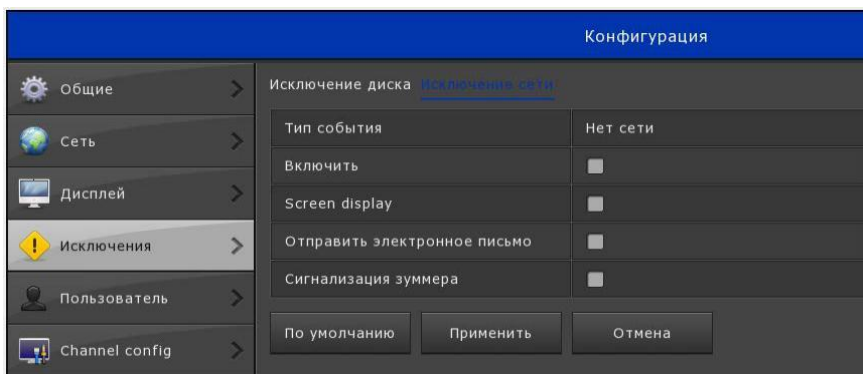 Конфигурация
Общие
Сеть
Дисплей
Исключения
Пользователь
Channel config
Исключение диска Исключение сети
Тип события Нет сети
Включить
Screen display
Отправить электронное письмо
Сигнализация зуммера
По умолчанию Применить Отмена